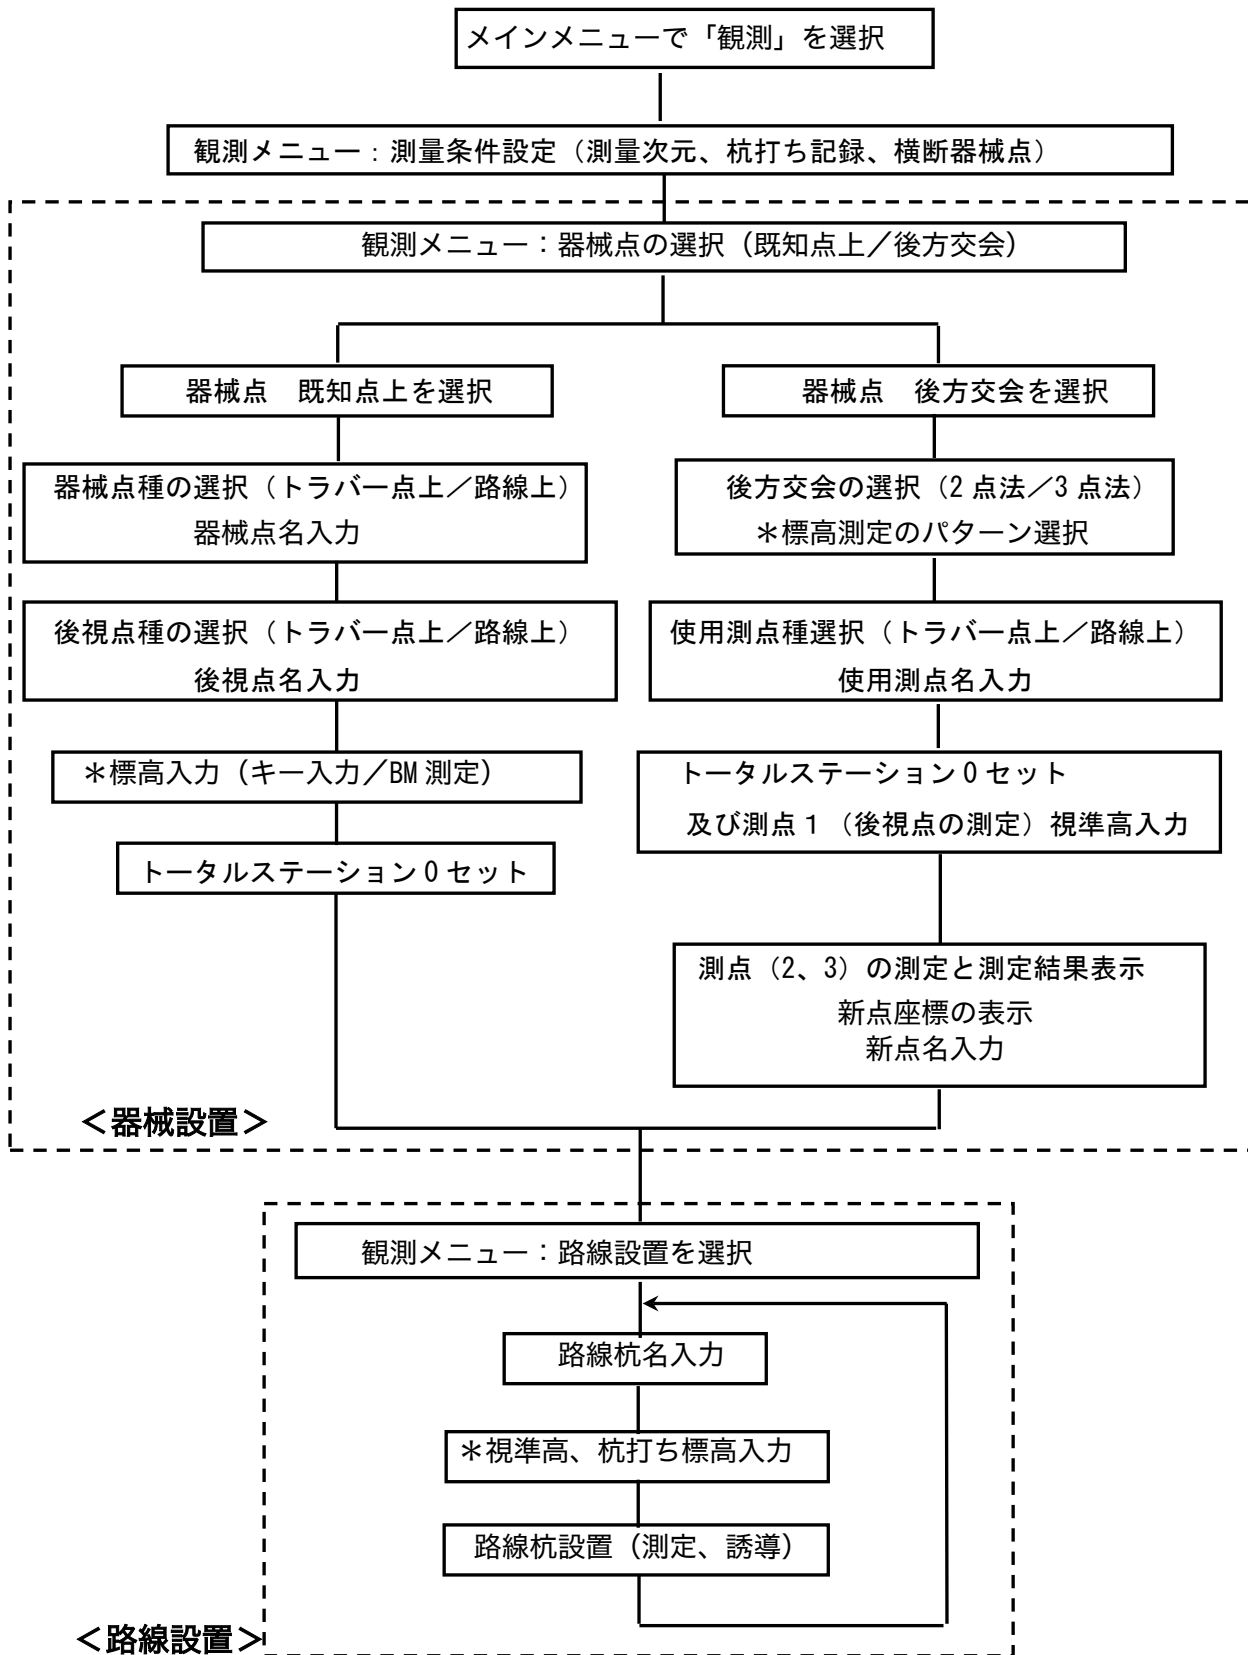 メインメニューで「観測」を選択
観測メニュー：測量条件設定（測量次元、杭打ち記録、横断器械点）
観測メニュー：器械点の選択（既知点上／後方交会）
器械点　既知点上を選択
器械点種の選択（トラバー点上／路線上）
器械点名入力
後視点種の選択（トラバー点上／路線上）
後視点名入力
＊標高入力（キー入力／BM 測定）
トータルステーション 0 セット
器械点　後方交会を選択
後方交会の選択（2 点法／3 点法）
＊標高測定のパターン選択
使用測点種選択（トラバー点上／路線上）
使用測点名入力
トータルステーション 0 セット
及び測点１（後視点の測定）視準高入力
測点（2、3）の測定と測定結果表示
新点座標の表示
新点名入力
＜器械設置＞
観測メニュー：路線設置を選択
路線杭名入力
＊視準高、杭打ち標高入力
路線杭設置（測定、誘導）
＜路線設置＞